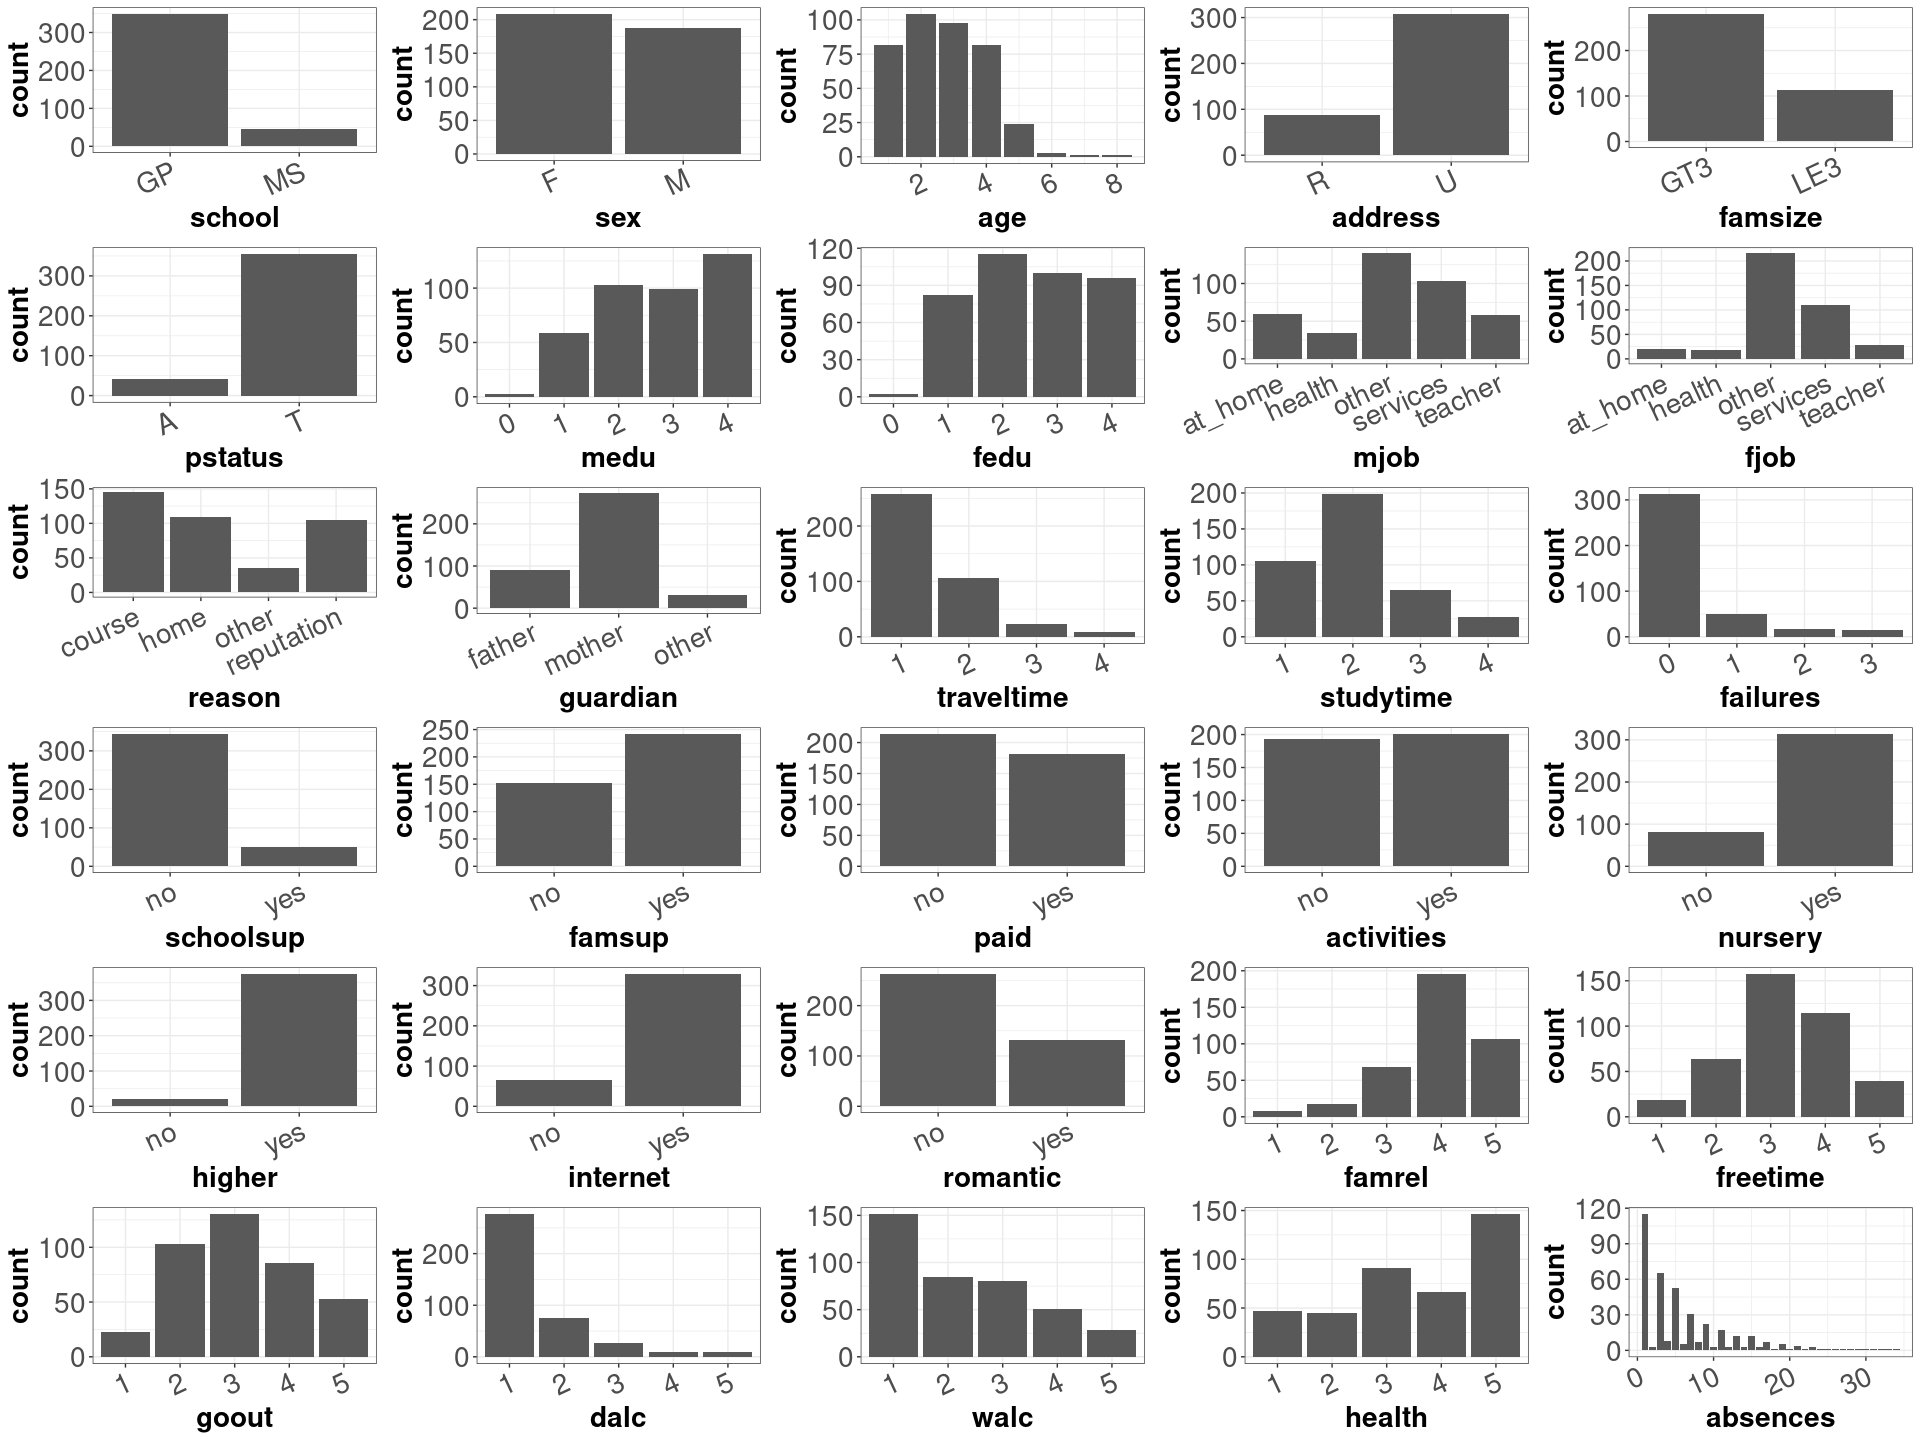 count
300
200
100
0
GP
MS
school
count
200
150
100
50
0
F
M
sex
count
100
75
50
25
0
2
4
6
8
age
count
300
200
100
0
R
U
address
count
200
100
0
GT3
LE3
famsize
count
300
200
100
0
A
T
pstatus
count
100
50
0
0
1
2
3
4
medu
count
120
90
60
30
0
0
1
2
3
4
fedu
count
100
50
0
at_home
health
other
services
teacher
mjob
count
200
150
100
50
0
at_home
health
other
services
teacher
fjob
count
150
100
50
0
course
home
other
reputation
reason
count
200
100
0
father
mother
other
guardian
count
200
100
0
1
2
3
4
traveltime
count
200
150
100
50
0
1
2
3
4
studytime
count
300
200
100
0
0
1
2
3
failures
count
300
200
100
0
no
yes
schoolsup
count
250
200
150
100
50
0
no
yes
famsup
count
200
150
100
50
0
no
yes
paid
count
200
150
100
50
0
no
yes
activities
count
300
200
100
0
no
yes
nursery
count
300
200
100
0
no
yes
higher
count
300
200
100
0
no
yes
internet
count
200
100
0
no
yes
romantic
count
200
150
100
50
0
1
2
3
4
5
famrel
count
150
100
50
0
1
2
3
4
5
freetime
count
100
50
0
1
2
3
4
5
goout
count
200
100
0
1
2
3
4
5
dalc
count
150
100
50
0
1
2
3
4
5
walc
count
150
100
50
0
1
2
3
4
5
health
count
120
90
60
30
0
0
10
20
30
absences